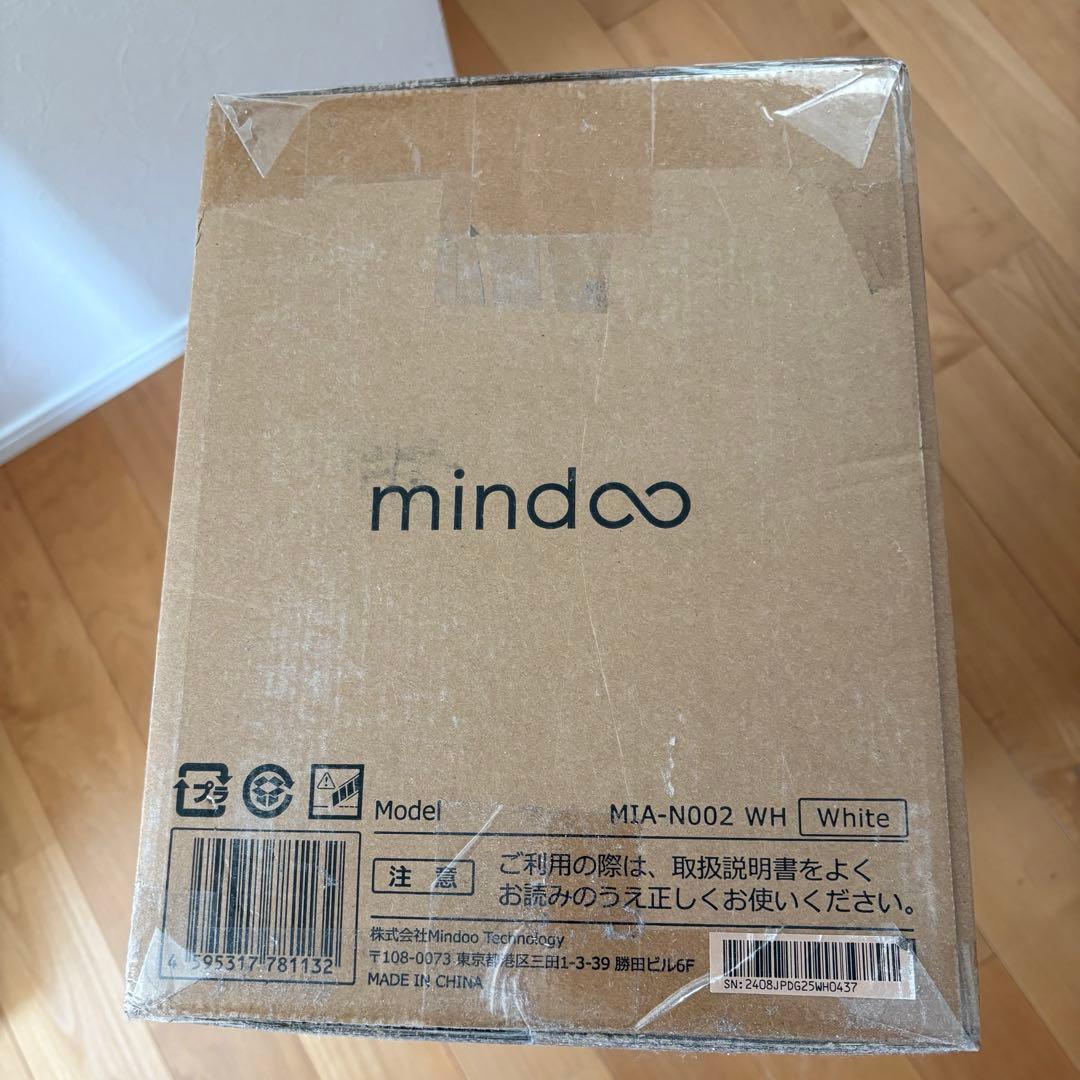 mindoo
プラ
Model MIA-N002 WH White
注意 ご利用の際は、取扱説明書をよく
お読みのうえ正しくお使いください。
4 595317 781132
株式会社Mindoo Technology
〒108-0073 東京都港区三田1-3-39 勝田ビル6F
MADE IN CHINA
SN:2408JPDG25WH0437